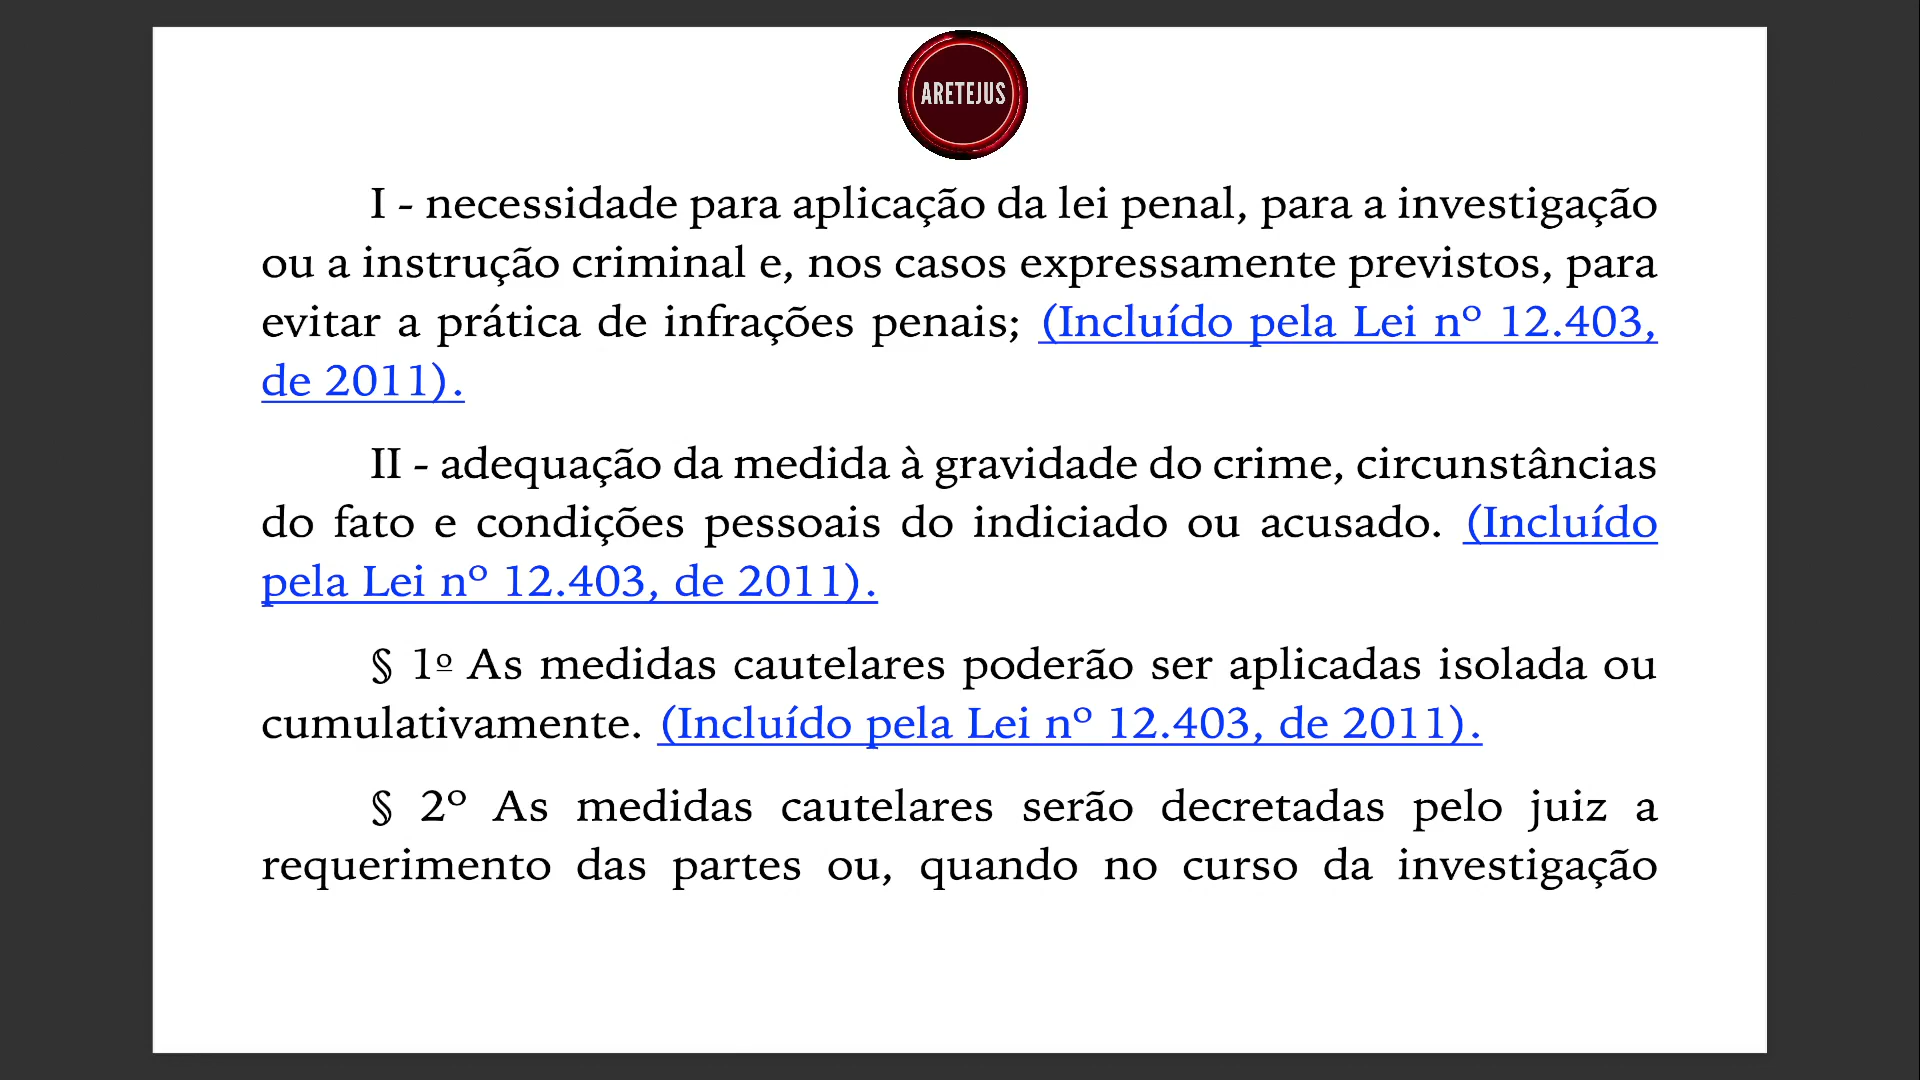 ARETEJUS
I - necessidade para aplicação da lei penal, para a investigação
ou a instrução criminal e, nos casos expressamente previstos, para
evitar a prática de infrações penais; (Incluído pela Lei nº 12.403,
de 2011).
II - adequação da medida à gravidade do crime, circunstâncias
do fato e condições pessoais do indiciado ou acusado. (Incluído
pela Lei nº 12.403, de 2011).
§ 1º As medidas cautelares poderão ser aplicadas isolada ou
cumulativamente. (Incluído pela Lei nº 12.403, de 2011).
§ 2º As medidas cautelares serão decretadas pelo juiz a
requerimento das partes ou, quando no curso da investigação